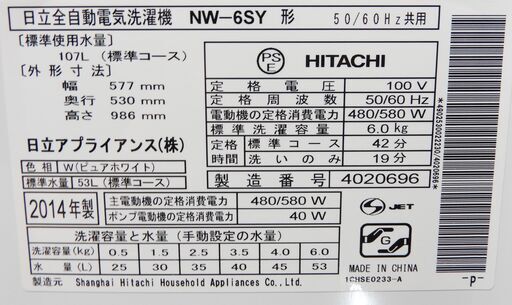 日立全自動電気洗濯機 NW-6SY 形 50/60Hz共用
[標準使用水量]
107L (標準コース)
[外形寸法]
幅 577 mm
奥行 530 mm
高さ 986 mm
日立アプライアンス(株)
色相 W(ピュアホワイト)
標準水量 53L (標準コース)
2014年製
PS
E
HITACHI
定格電圧 100 V
定格周波数 50/60 Hz
電動機の定格消費電力 480/580 W
標準洗濯容量 6.0kg
定格時間 標準コース 42分
洗いのみ 19分
製造番号 4020696
主電動機の定格消費電力 480/580 W
ポンプ電動機の定格消費電力 40 W
S JET
G
洗濯容量と水量 (手動設定の水量)
洗濯容量(kg) 0.5 1.5 2.5 3.5 4.0 6.0
水量 (L) 25 30 35 40 45 53
製造元 Shanghai Hitachi Household Appliances Co.,Ltd.
MADE IN CHINA
1CHSE0233-A
-P-
*4902530022230/4020696*